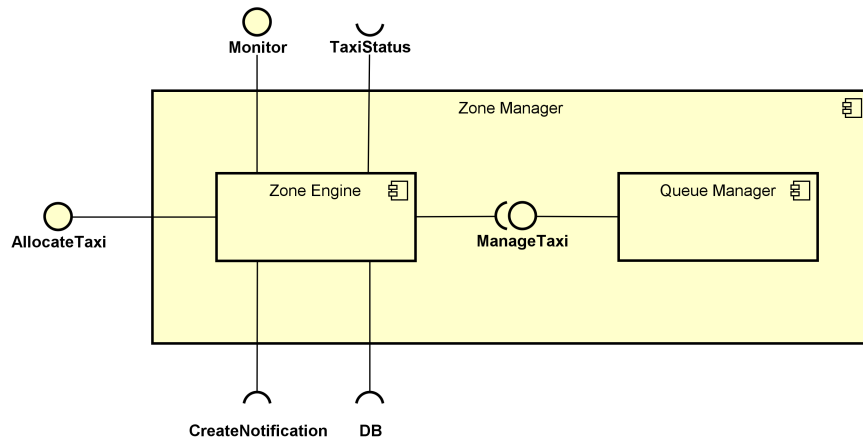 Monitor
TaxiStatus
Zone Manager
Zone Engine
Queue Manager
AllocateTaxi
ManageTaxi
CreateNotification
DB